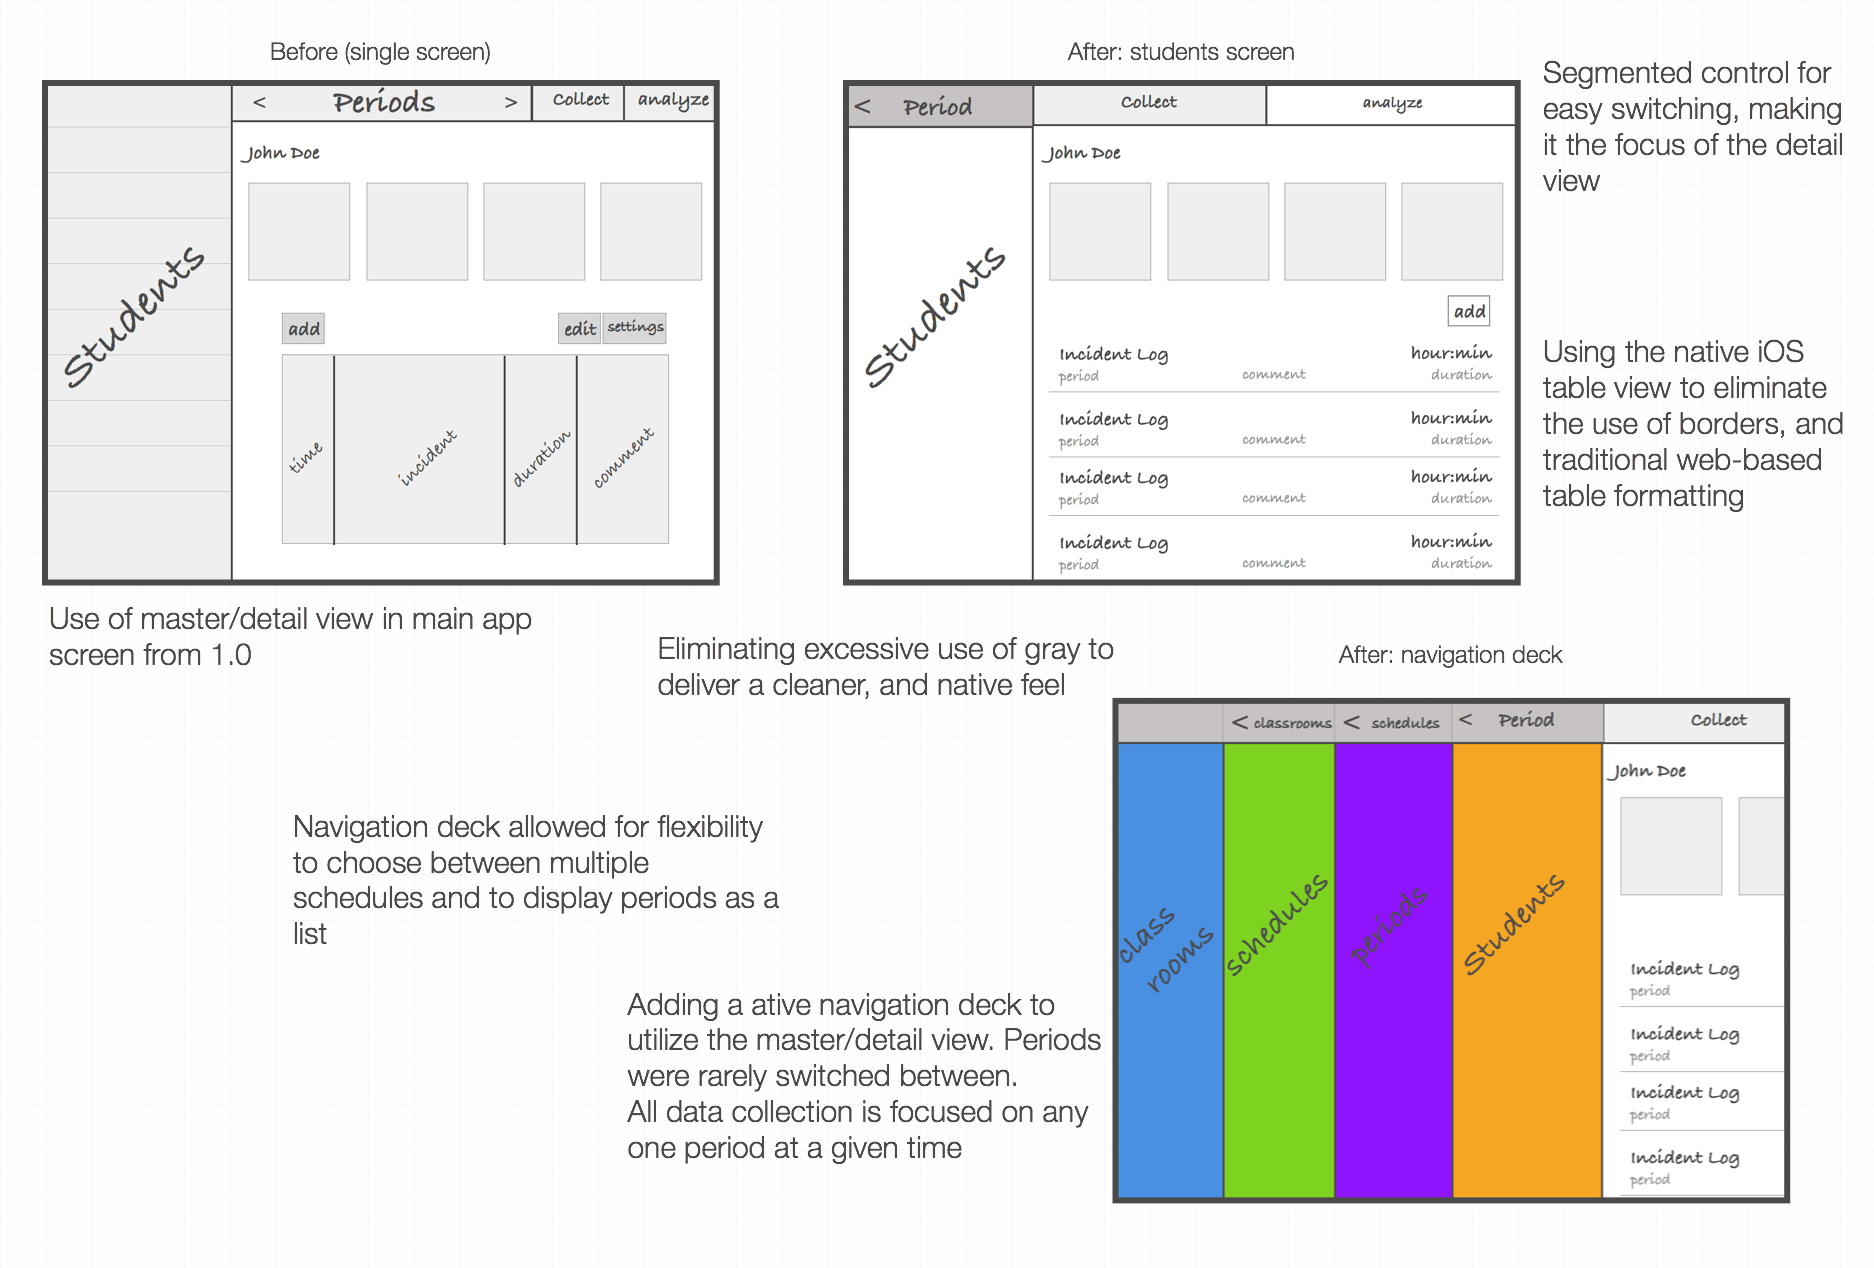 Before (single screen)
< Periods > Collect analyze
John Doe
Students
add edit settings
time incident duration comment
Use of master/detail view in main app
screen from 1.0
After: students screen
< Period Collect analyze
John Doe
Students
add
Incident Log hour:min
period comment duration
Incident Log hour:min
period comment duration
Incident Log hour:min
period comment duration
Incident Log hour:min
period comment duration
Segmented control for
easy switching, making
it the focus of the detail
view
Using the native iOS
table view to eliminate
the use of borders, and
traditional web-based
table formatting
Eliminating excessive use of gray to
deliver a cleaner, and native feel
Navigation deck allowed for flexibility
to choose between multiple
schedules and to display periods as a
list
Adding a ative navigation deck to
utilize the master/detail view. Periods
were rarely switched between.
All data collection is focused on any
one period at a given time
After: navigation deck
< classrooms < schedules < Period Collect
John Doe
class
rooms
schedules
periods
Students
Incident Log
period
Incident Log
period
Incident Log
period
Incident Log
period